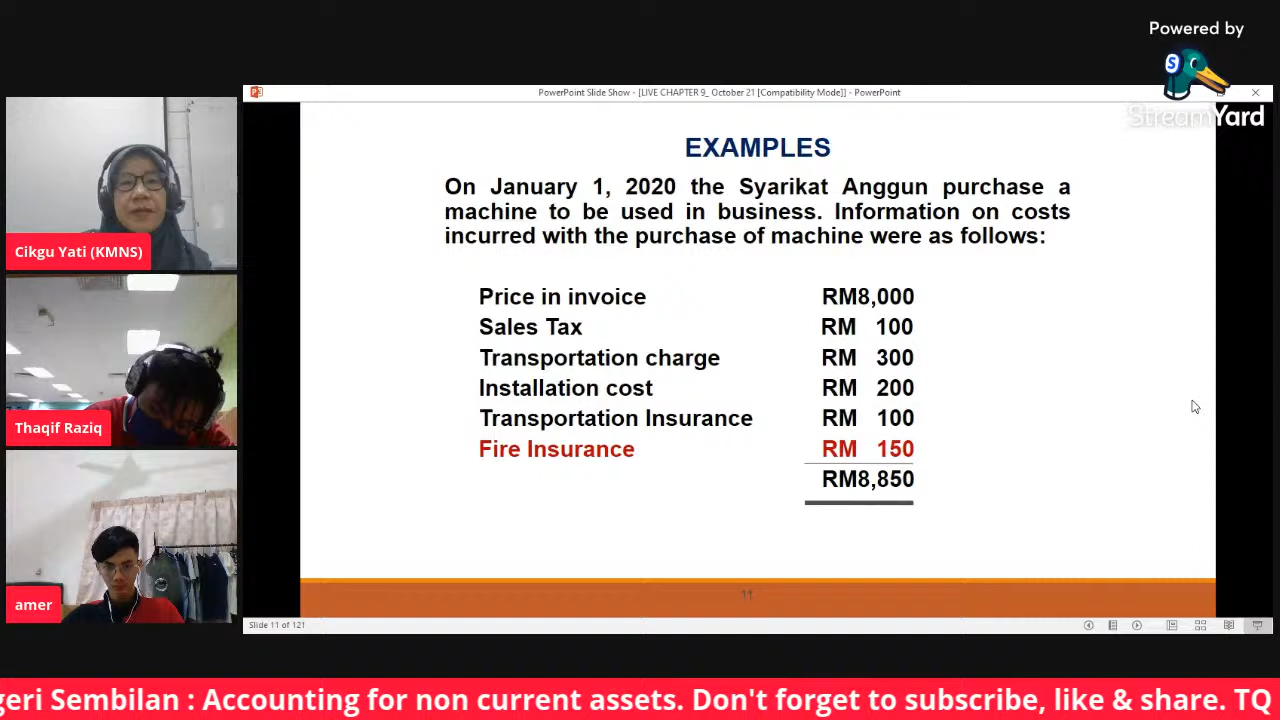 Powered by
StreamYard
PowerPoint Slide Show - [LIVE CHAPTER 9_ October 21 [Compatibility Mode]] - PowerPoint
Cikgu Yati (KMNS)
Thaqif Raziq
amer
EXAMPLES
On January 1, 2020 the Syarikat Anggun purchase a
machine to be used in business. Information on costs
incurred with the purchase of machine were as follows:
Price in invoice RM8,000
Sales Tax RM 100
Transportation charge RM 300
Installation cost RM 200
Transportation Insurance RM 100
Fire Insurance RM 150
RM8,850
11
Slide 11 of 121
geri Sembilan : Accounting for non current assets. Don't forget to subscribe, like & share. TQ